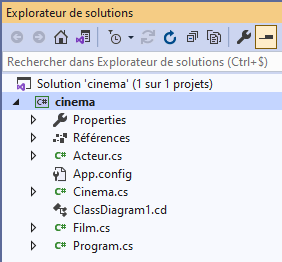 Explorateur de solutions
Rechercher dans Explorateur de solutions (Ctrl+$)
Solution 'cinema' (1 sur 1 projets)
C# cinema
Properties
Références
C# Acteur.cs
App.config
C# Cinema.cs
ClassDiagram1.cd
C# Film.cs
C# Program.cs